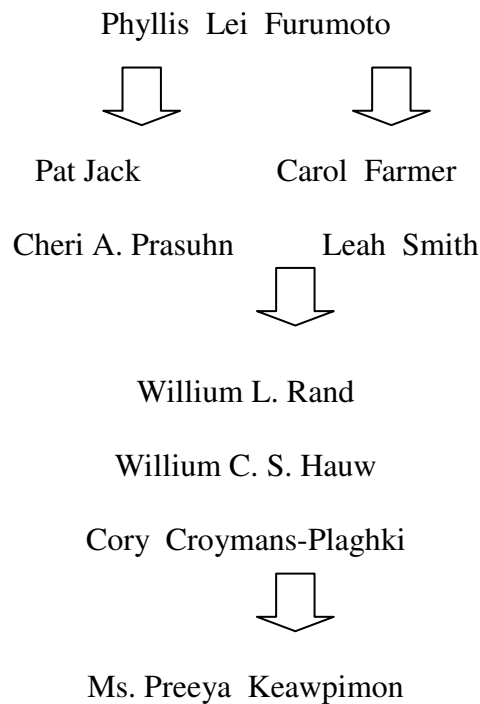 Phyllis Lei Furumoto
Pat Jack Carol Farmer
Cheri A. Prasuhn Leah Smith
Willium L. Rand
Willium C. S. Hauw
Cory Croymans-Plaghki
Ms. Preeya Keawpimon